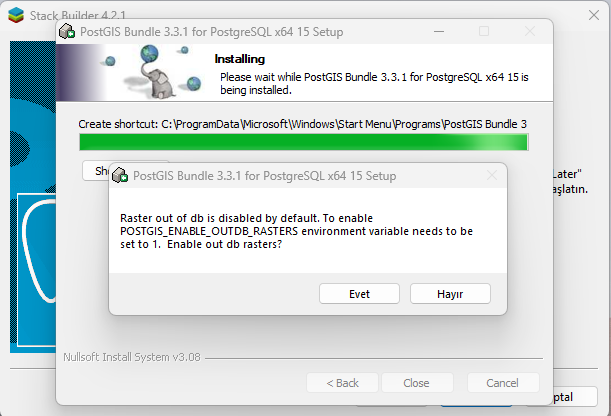 Stack Builder 4.2.1
PostGIS Bundle 3.3.1 for PostgreSQL x64 15 Setup
Installing
Please wait while PostGIS Bundle 3.3.1 for PostgreSQL x64 15 is
being installed.
Create shortcut: C:\ProgramData\Microsoft\Windows\Start Menu\Programs\PostGIS Bundle 3
PostGIS Bundle 3.3.1 for PostgreSQL x64 15 Setup
Later"
Raster out of db is disabled by default. To enable
POSTGIS_ENABLE_OUTDB_RASTERS environment variable needs to be
set to 1.  Enable out db rasters?
Evet
Hayır
Nullsoft Install System v3.08
< Back
Close
Cancel